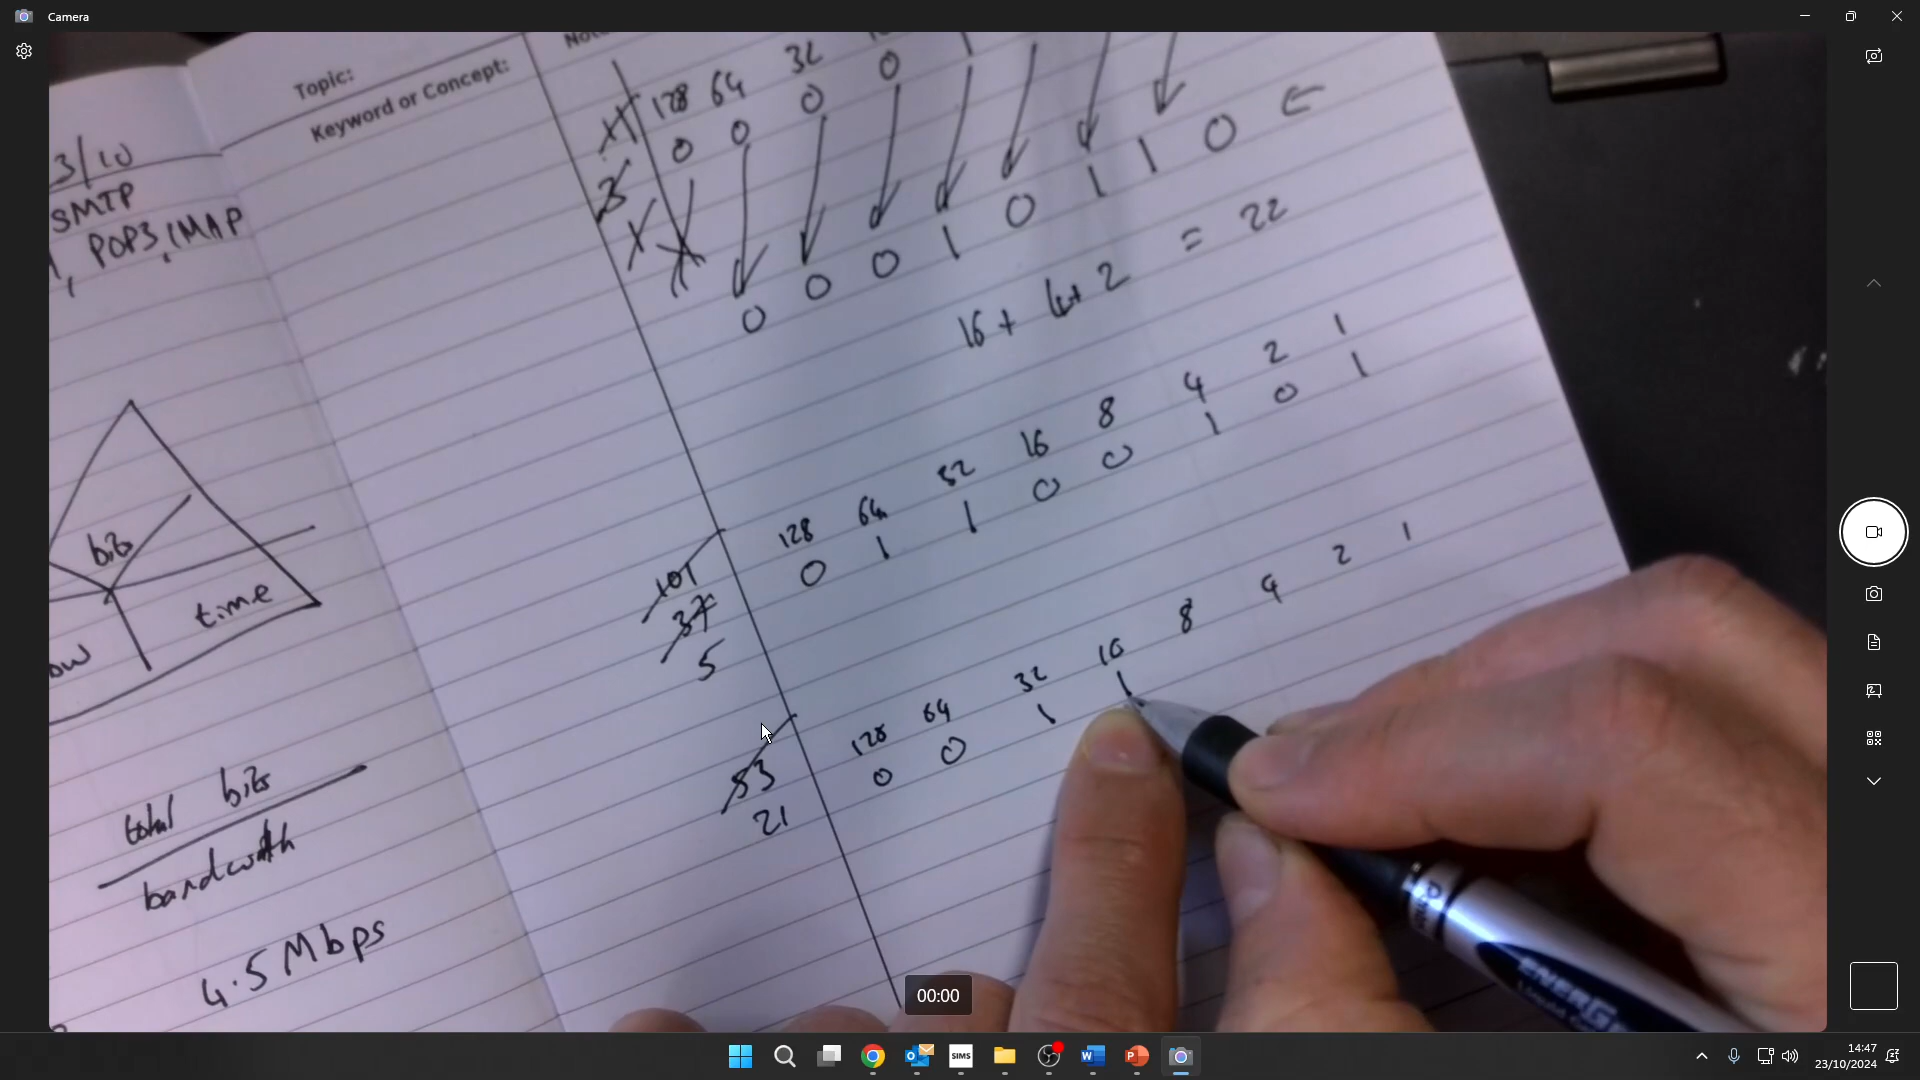 Camera
Topic:
Keyword or Concept:
3/10
SMTP
POP3, IMAP
128 64 32
0 0 0 0 1
3
0 0 0 1 0 1 1 0 ←
16 + 4 + 2 = 22
128 64 32 16 8 4 2 1
0 1 1 0 0 1 0 1
101
37
5
128 64 32 16 8 4 2 1
0 0 1 1
53
21
bits
time
total bits
bandwidth
4.5 Mbps
ENERG
00:00
SIMS
14:47
23/10/2024